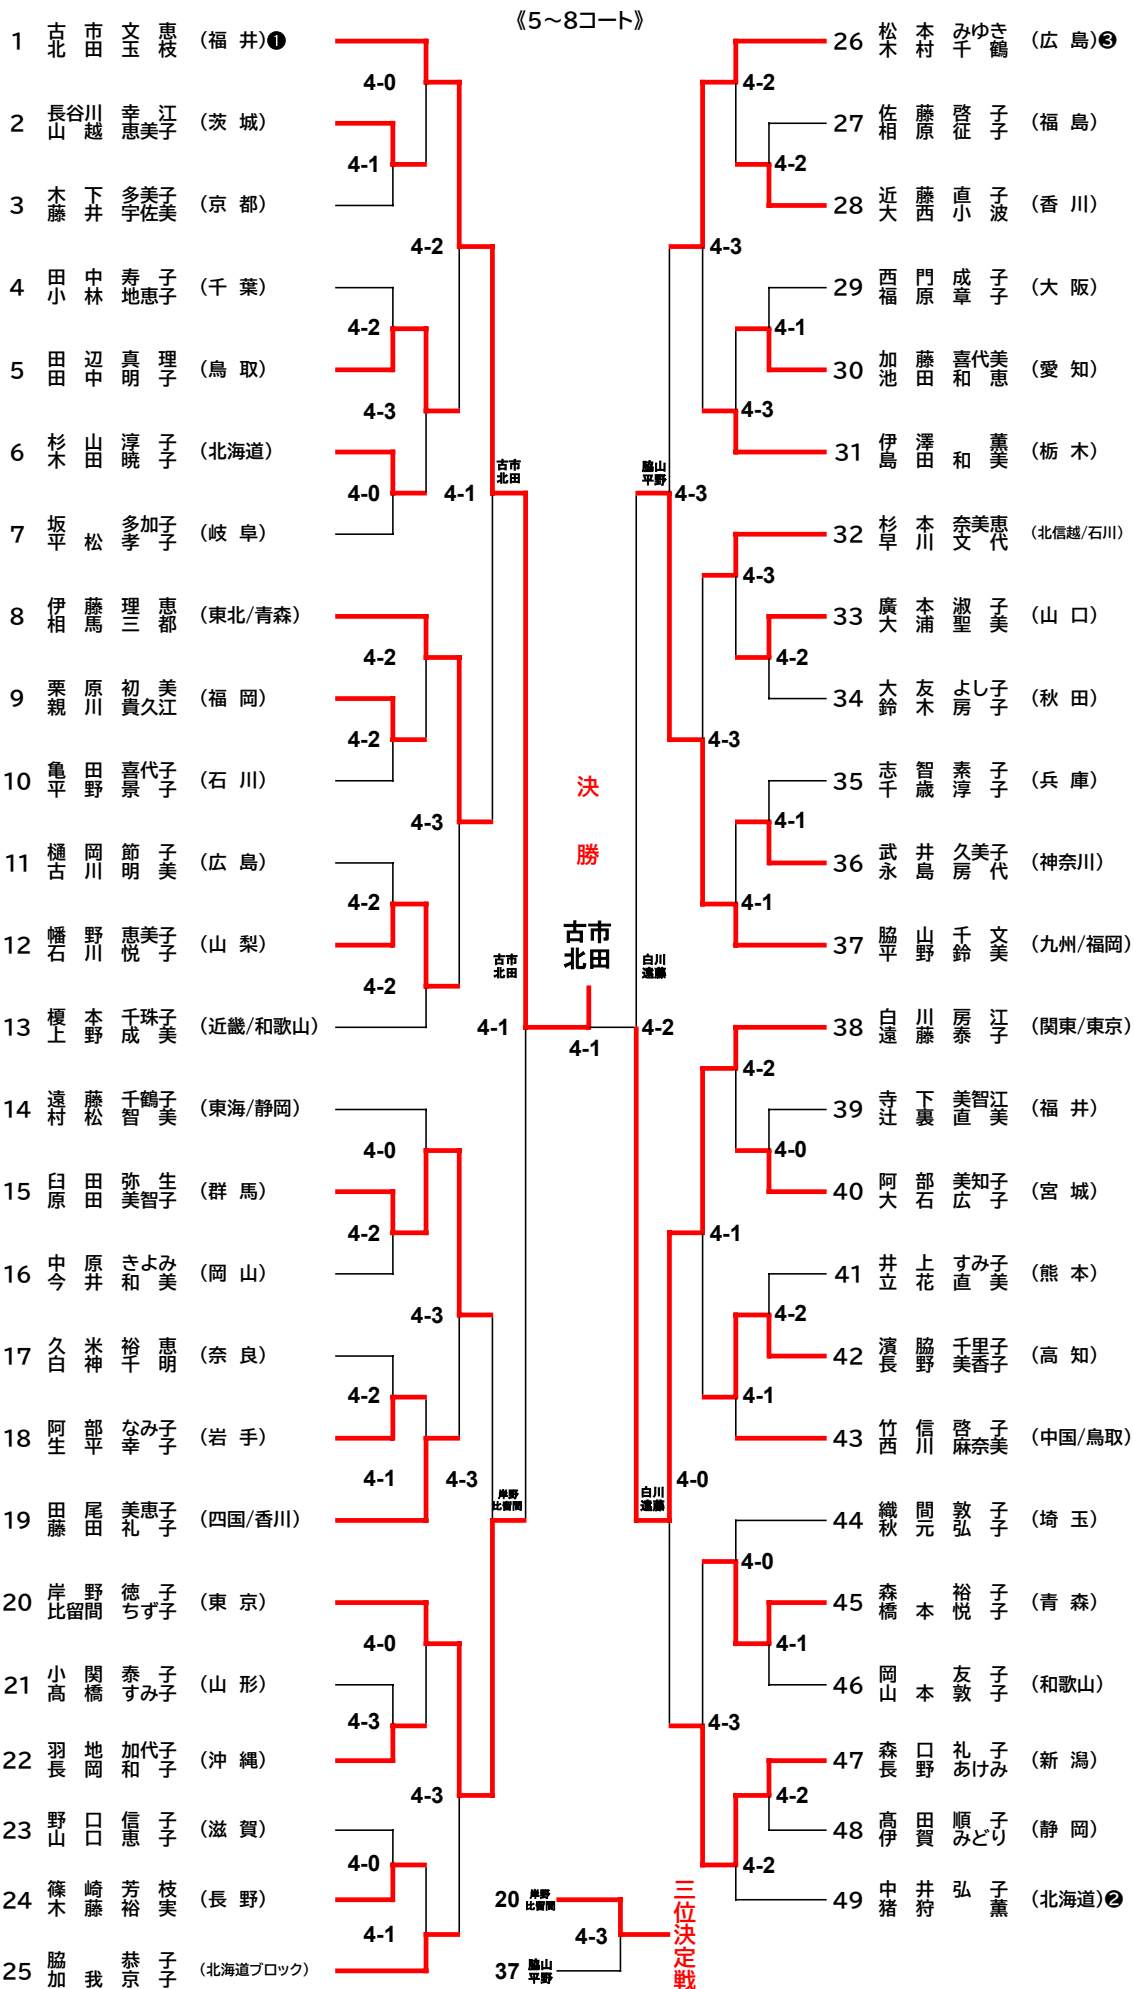 《5～8コート》
1 古市文恵 (福井)❶
北田玉枝
4-0
2 長谷川幸江 (茨城)
山越恵美子
4-1
3 木下多美子 (京都)
藤井宇佐美
4-2
4 田中寿子 (千葉)
小林地恵子
4-2
5 田辺真理 (鳥取)
田中明子
4-3
6 杉山淳子 (北海道)
木田暁子
古市
北田
4-0
4-1
7 坂多加子 (岐阜)
平松孝子
8 伊藤理恵 (東北/青森)
相馬三都
4-2
9 栗原初美 (福岡)
親川貴久江
4-2
10 亀田喜代子 (石川)
平野景子
4-3
11 樋岡節子 (広島)
古川明美
4-2
12 幡野恵美子 (山梨)
石川悦子
古市
北田
4-2
13 榎本千珠子 (近畿/和歌山)
上野成美
4-1
14 遠藤千鶴子 (東海/静岡)
村松智美
4-0
15 臼田弥生 (群馬)
原田美智子
4-2
16 中原きよみ (岡山)
今井和美
4-3
17 久米裕恵 (奈良)
白神千明
4-2
18 阿部なみ子 (岩手)
生平幸子
4-1
4-3
岸野
比留間
19 田尾美恵子 (四国/香川)
藤田礼子
20 岸野徳子 (東京)
比留間ちず子
4-0
21 小関泰子 (山形)
髙橋すみ子
4-3
22 羽地加代子 (沖縄)
長岡和子
4-3
23 野口信子 (滋賀)
山口恵子
4-0
24 篠崎芳枝 (長野)
木藤裕実
4-1
25 脇恭子 (北海道ブロック)
加我京子
決勝
古市
北田
4-1
26 松本みゆき (広島)❸
木村千鶴
4-2
27 佐藤啓子 (福島)
相原征子
4-2
28 近藤直子 (香川)
大西小波
4-3
29 西門成子 (大阪)
福原章子
4-1
30 加藤喜代美 (愛知)
池田和恵
4-3
31 伊澤薫 (栃木)
島田和美
脇山
平野
4-3
32 杉本奈美恵 (北信越/石川)
早川文代
4-3
33 廣本淑子 (山口)
大浦聖美
4-2
34 大友よし子 (秋田)
鈴木房子
4-3
35 志智素子 (兵庫)
千歳淳子
4-1
36 武井久美子 (神奈川)
永島房代
4-1
37 脇山千文 (九州/福岡)
平野鈴美
白川
遠藤
4-2
38 白川房江 (関東/東京)
遠藤泰子
4-2
39 寺下美智江 (福井)
辻裏直美
4-0
40 阿部美知子 (宮城)
大石広子
4-1
41 井上すみ子 (熊本)
立花直美
4-2
42 濱脇千里子 (高知)
長野美香子
4-1
43 竹信啓子 (中国/鳥取)
西川麻奈美
白川
遠藤
4-0
44 織間敦子 (埼玉)
秋元弘子
4-0
45 森裕子 (青森)
橋本悦子
4-1
46 岡友子 (和歌山)
山本敦子
4-3
47 森口礼子 (新潟)
長野あけみ
4-2
48 髙田順子 (静岡)
伊賀みどり
4-2
49 中井弘子 (北海道)❷
猪狩薫
三位決定戦
20 岸野
比留間
4-3
37 脇山
平野